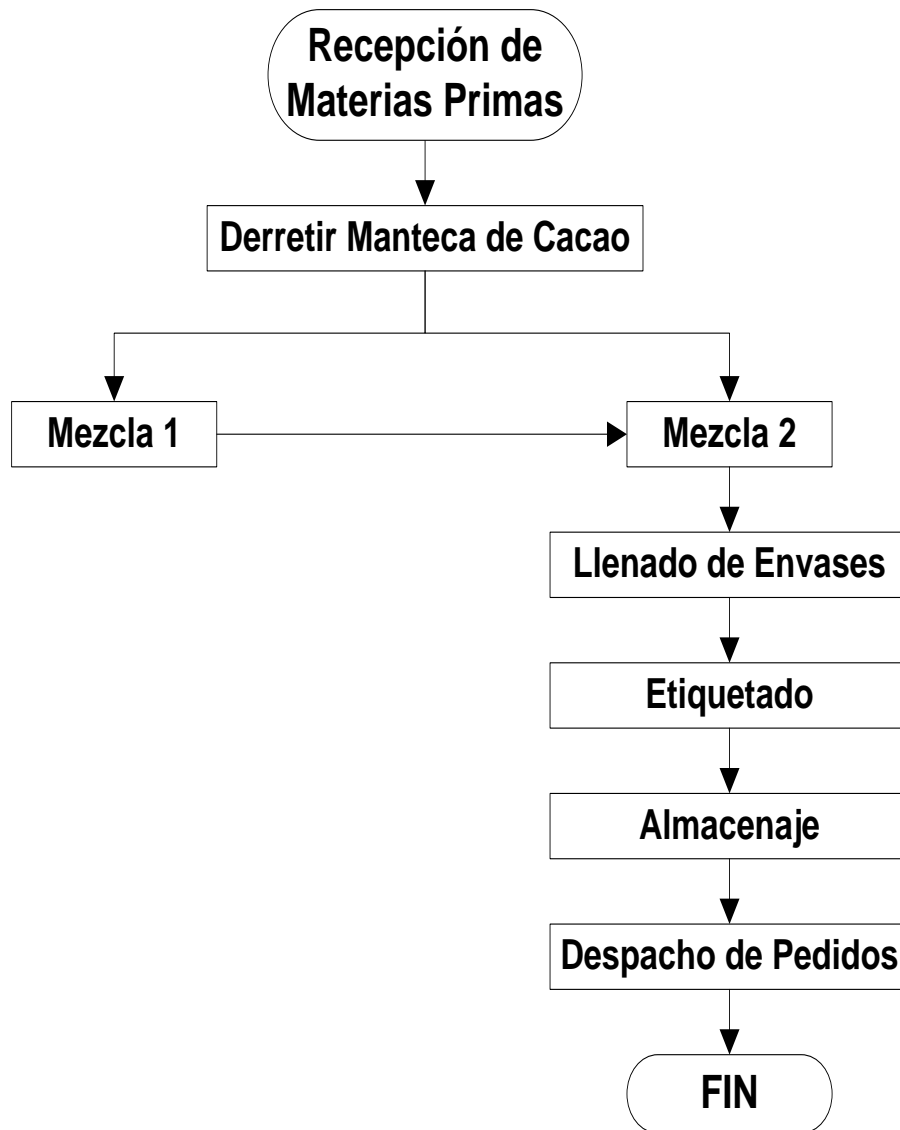 Recepción de
Materias Primas
Derretir Manteca de Cacao
Mezcla 1
Mezcla 2
Llenado de Envases
Etiquetado
Almacenaje
Despacho de Pedidos
FIN